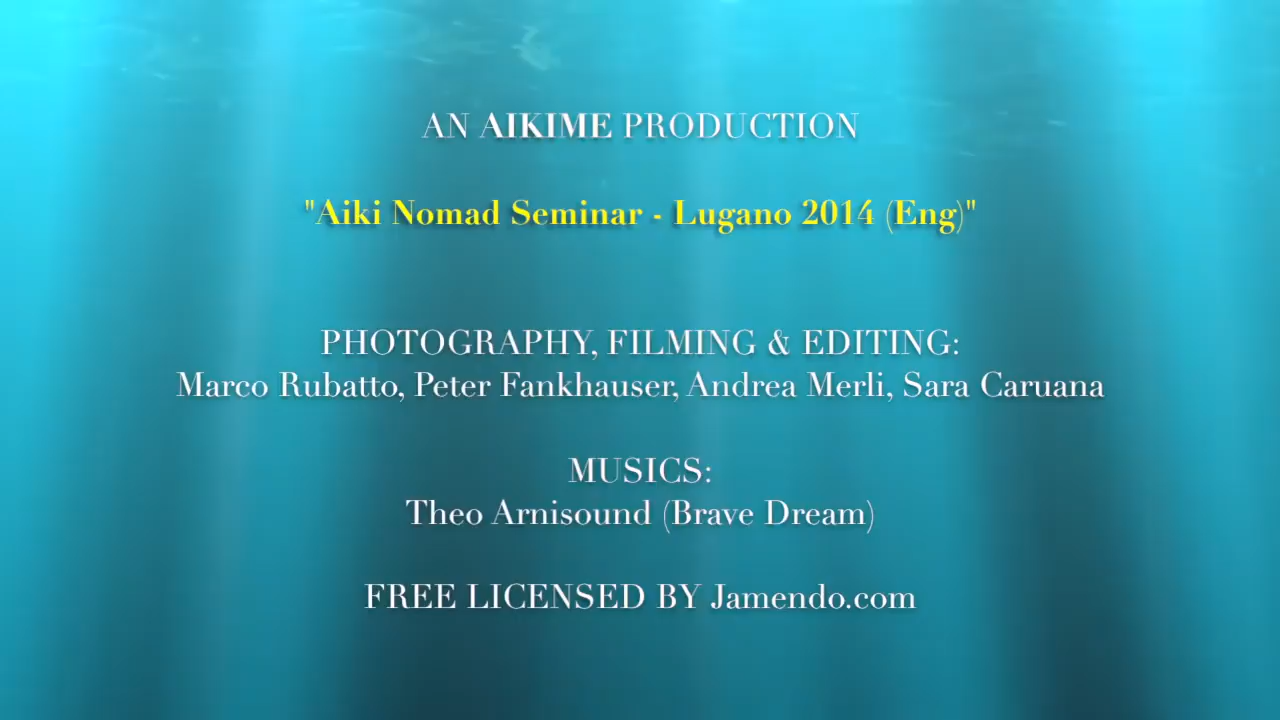 AN AIKIME PRODUCTION
"Aiki Nomad Seminar - Lugano 2014 (Eng)"
PHOTOGRAPHY, FILMING & EDITING:
Marco Rubatto, Peter Fankhauser, Andrea Merli, Sara Caruana
MUSICS:
Theo Arnisound (Brave Dream)
FREE LICENSED BY Jamendo.com